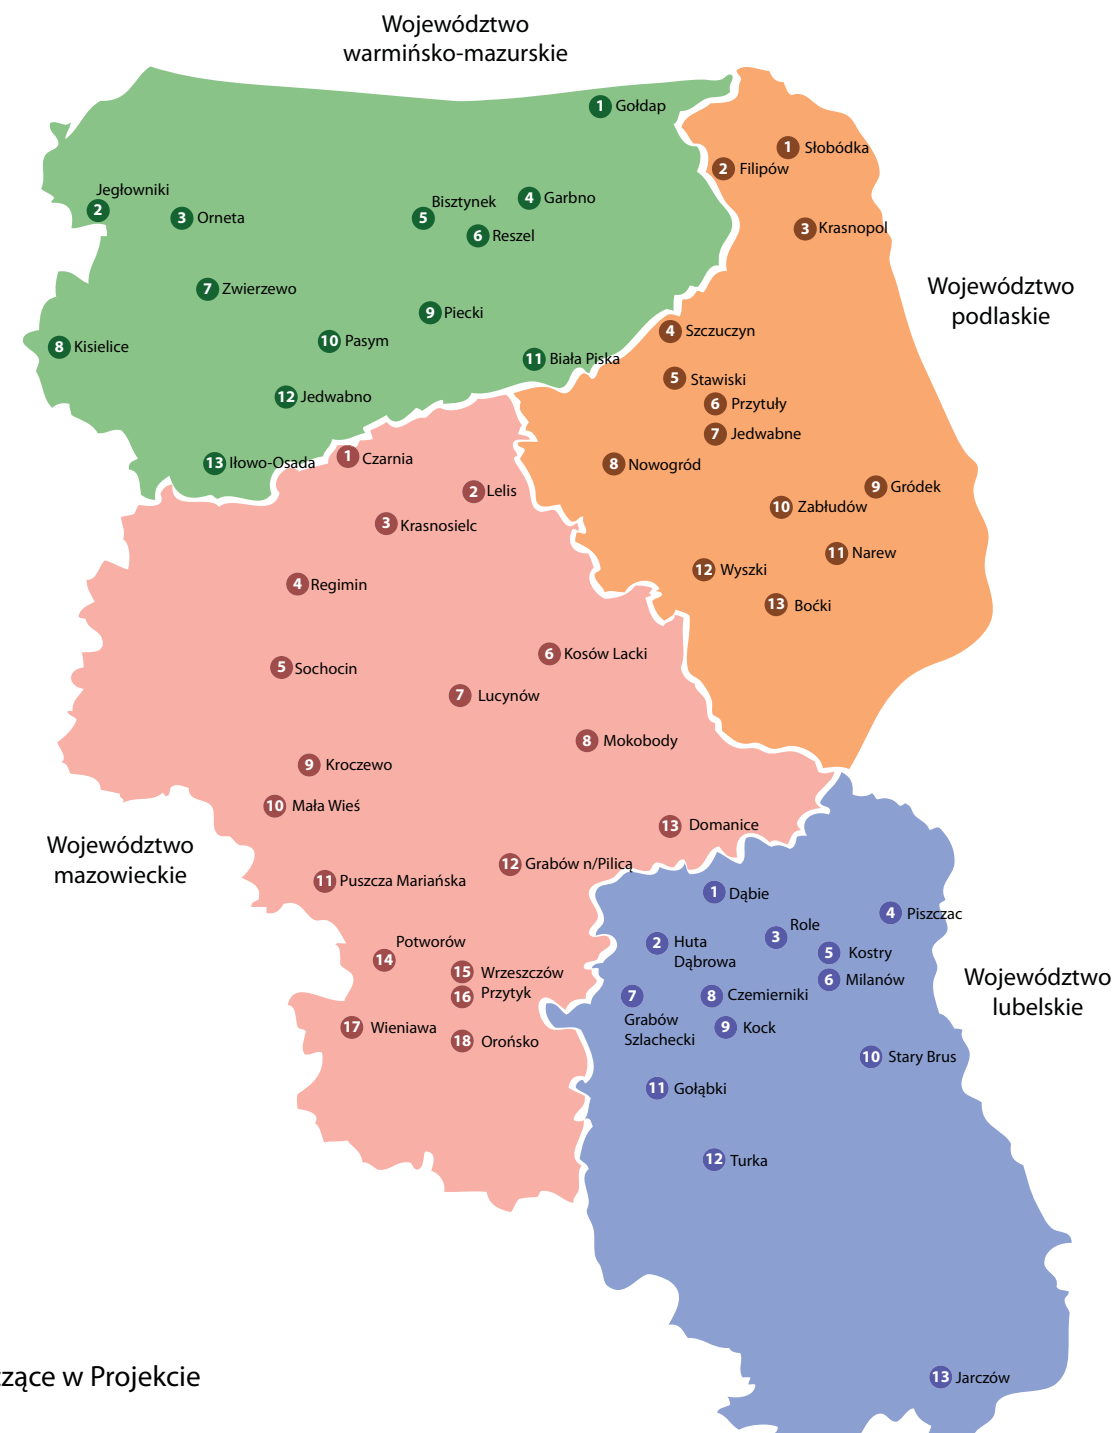 Województwo
warmińsko-mazurskie
1 Gołdap
Jegłowniki
2
3 Orneta
Bisztynek
5
4 Garbno
6 Reszel
7 Zwierzewo
9 Piecki
8 Kisielice
10 Pasym
11 Biała Piska
12 Jedwabno
13 Iłowo-Osada
Województwo
podlaskie
1 Słobódka
2 Filipów
3 Krasnopol
4 Szczuczyn
5 Stawiski
6 Przytuły
7 Jedwabne
8 Nowogród
9 Gródek
10 Zabłudów
11 Narew
12 Wyszki
13 Boćki
Województwo
mazowieckie
1 Czarnia
2 Lelis
3 Krasnosielc
4 Regimin
5 Sochocin
6 Kosów Lacki
7 Lucynów
8 Mokobody
9 Kroczewo
10 Mała Wieś
13 Domanice
12 Grabów n/Pilicą
11 Puszcza Mariańska
Potworów
14
15 Wrzeszczów
16 Przytyk
17 Wieniawa
18 Orońsko
Województwo
lubelskie
1 Dąbie
4 Piszczac
Role
3
2 Huta
Dąbrowa
5 Kostry
6 Milanów
7
Grabów
Szlachecki
8 Czemierniki
9 Kock
10 Stary Brus
11 Gołąbki
12 Turka
13 Jarczów
w Projekcie